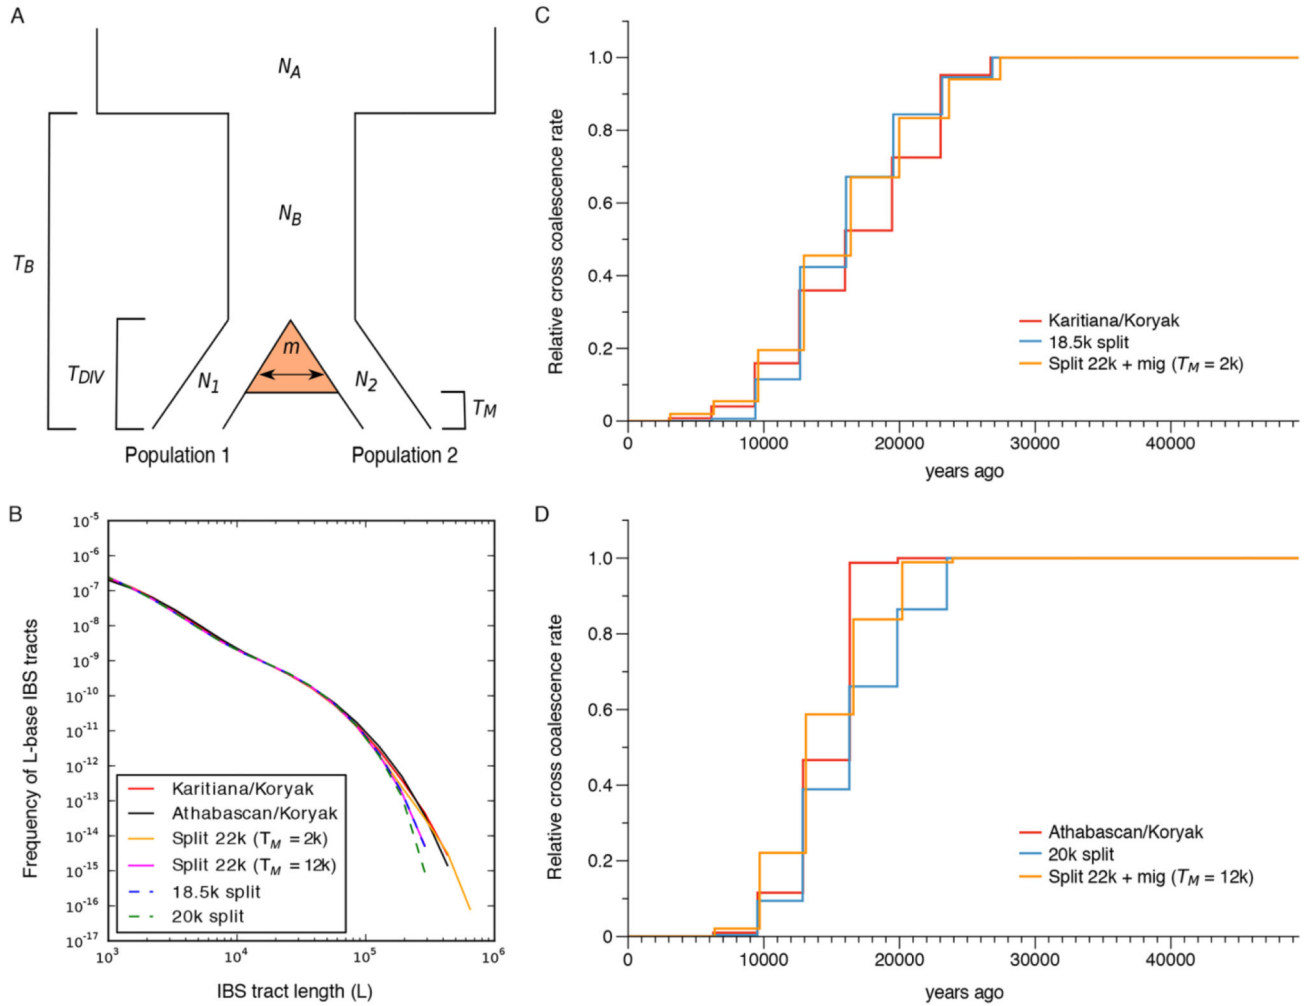 A
N_A
N_B
T_B
T_DIV
m
N_1
N_2
T_M
Population 1
Population 2
B
Frequency of L-base IBS tracts
10^-5
10^-6
10^-7
10^-8
10^-9
10^-10
10^-11
10^-12
10^-13
10^-14
10^-15
10^-16
10^-17
Karitiana/Koryak
Athabascan/Koryak
Split 22k (T_M = 2k)
Split 22k (T_M = 12k)
18.5k split
20k split
10^3
10^4
10^5
10^6
IBS tract length (L)
C
Relative cross coalescence rate
1.0
0.8
0.6
0.4
0.2
0
Karitiana/Koryak
18.5k split
Split 22k + mig (T_M = 2k)
0
10000
20000
30000
40000
years ago
D
Relative cross coalescence rate
1.0
0.8
0.6
0.4
0.2
0
Athabascan/Koryak
20k split
Split 22k + mig (T_M = 12k)
0
10000
20000
30000
40000
years ago